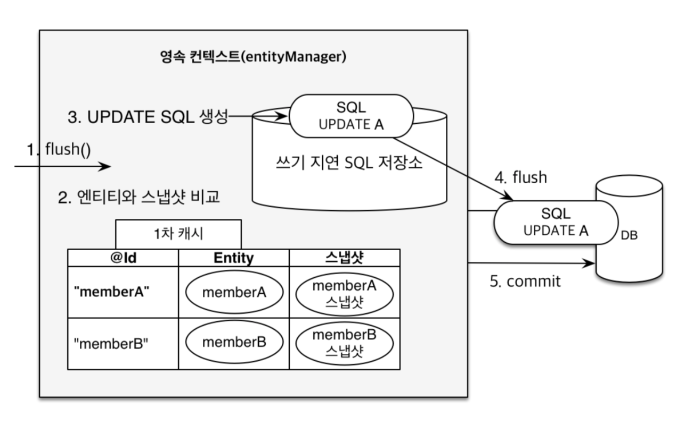 영속 컨텍스트(entityManager)
3. UPDATE SQL 생성
SQL
UPDATE A
1. flush()
쓰기 지연 SQL 저장소
4. flush
2. 엔티티와 스냅샷 비교
SQL
UPDATE A
DB
1차 캐시
@Id
Entity
스냅샷
5. commit
"memberA"
memberA
memberA
스냅샷
"memberB"
memberB
memberB
스냅샷